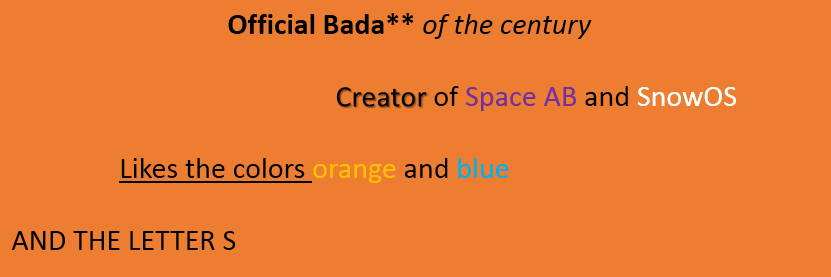 Official Bada** of the century
Creator of Space AB and SnowOS
Likes the colors orange and blue
AND THE LETTER S